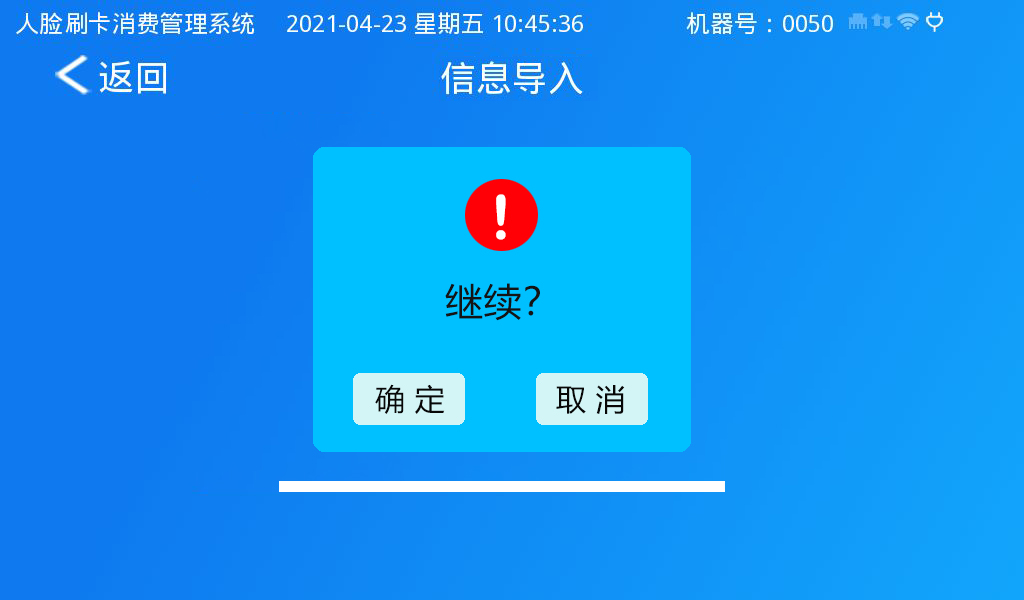 人脸刷卡消费管理系统 2021-04-23 星期五 10:45:36 机器号：0050
返回 信息导入
继续？
确 定 取 消